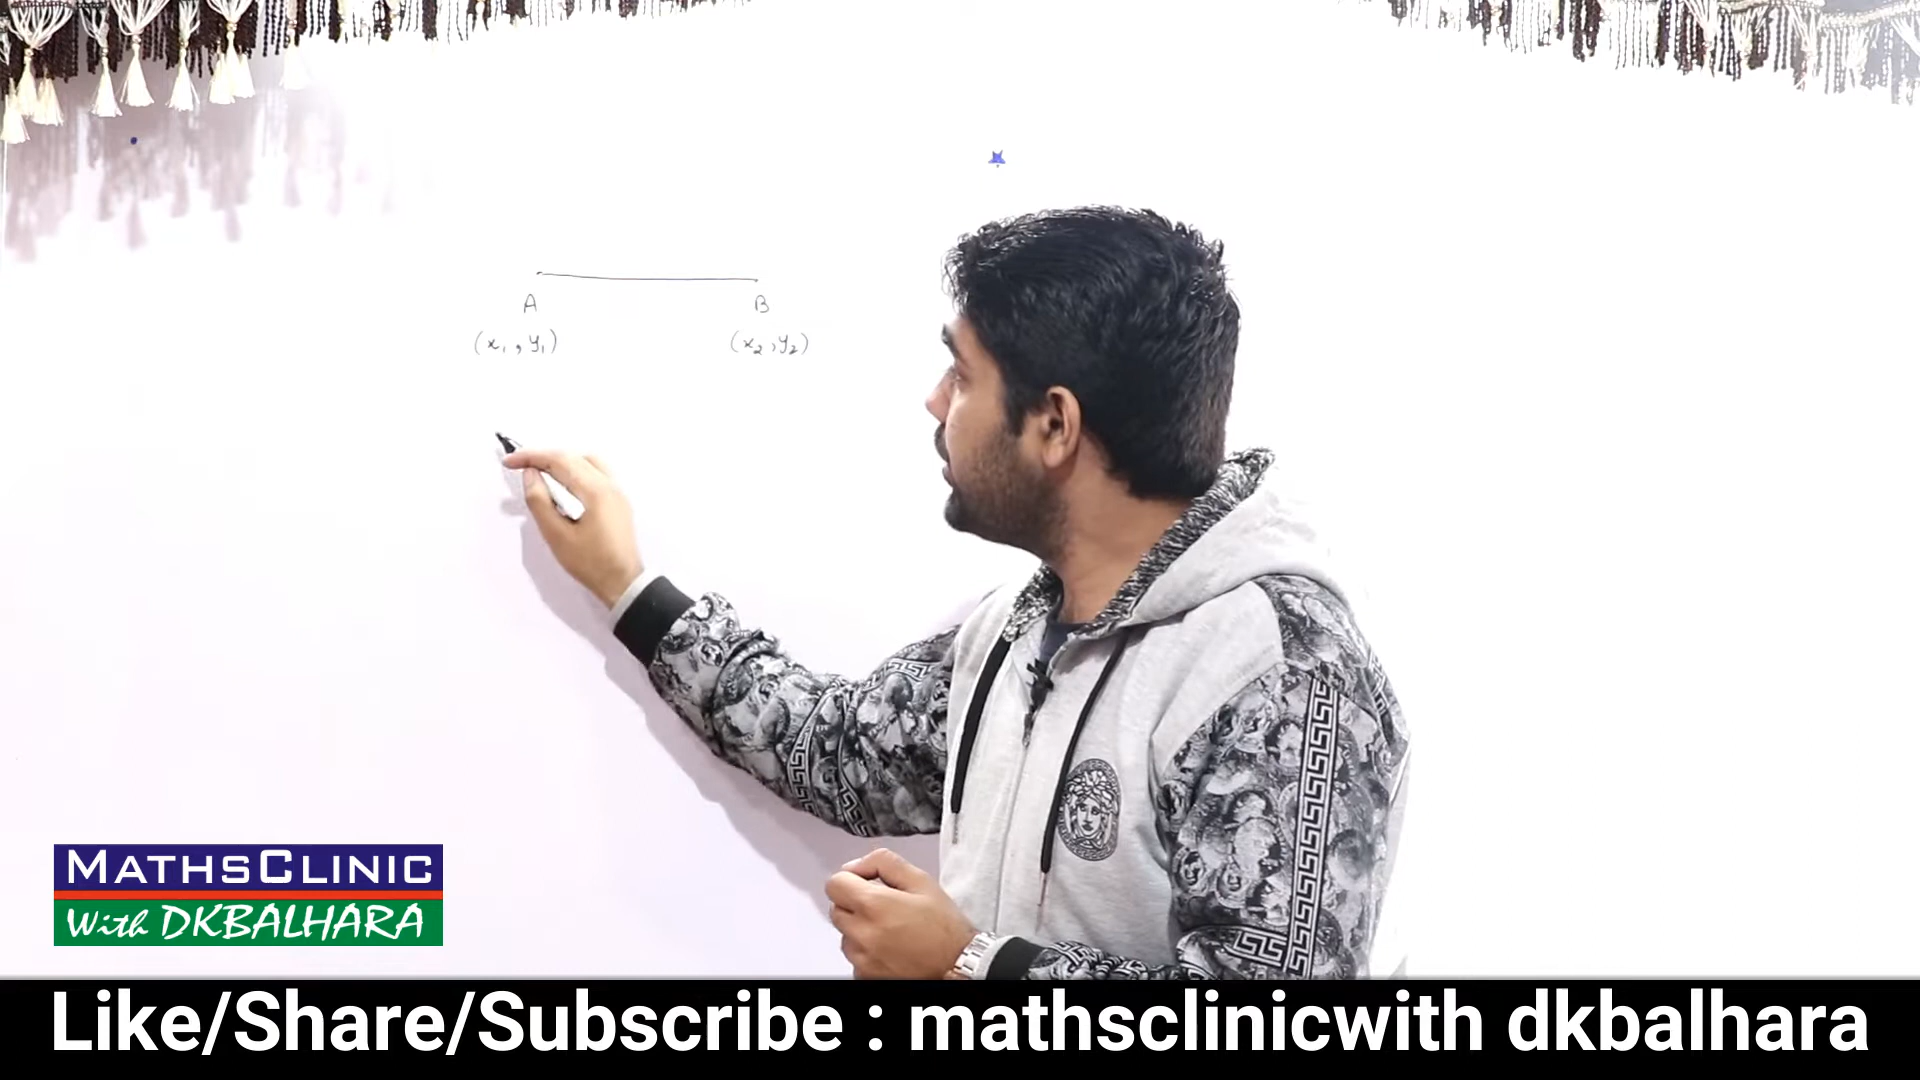 A B
(x₁, y₁) (x₂, y₂)
MATHSCLINIC
With DKBALHARA
Like/Share/Subscribe : mathsclinicwith dkbalhara